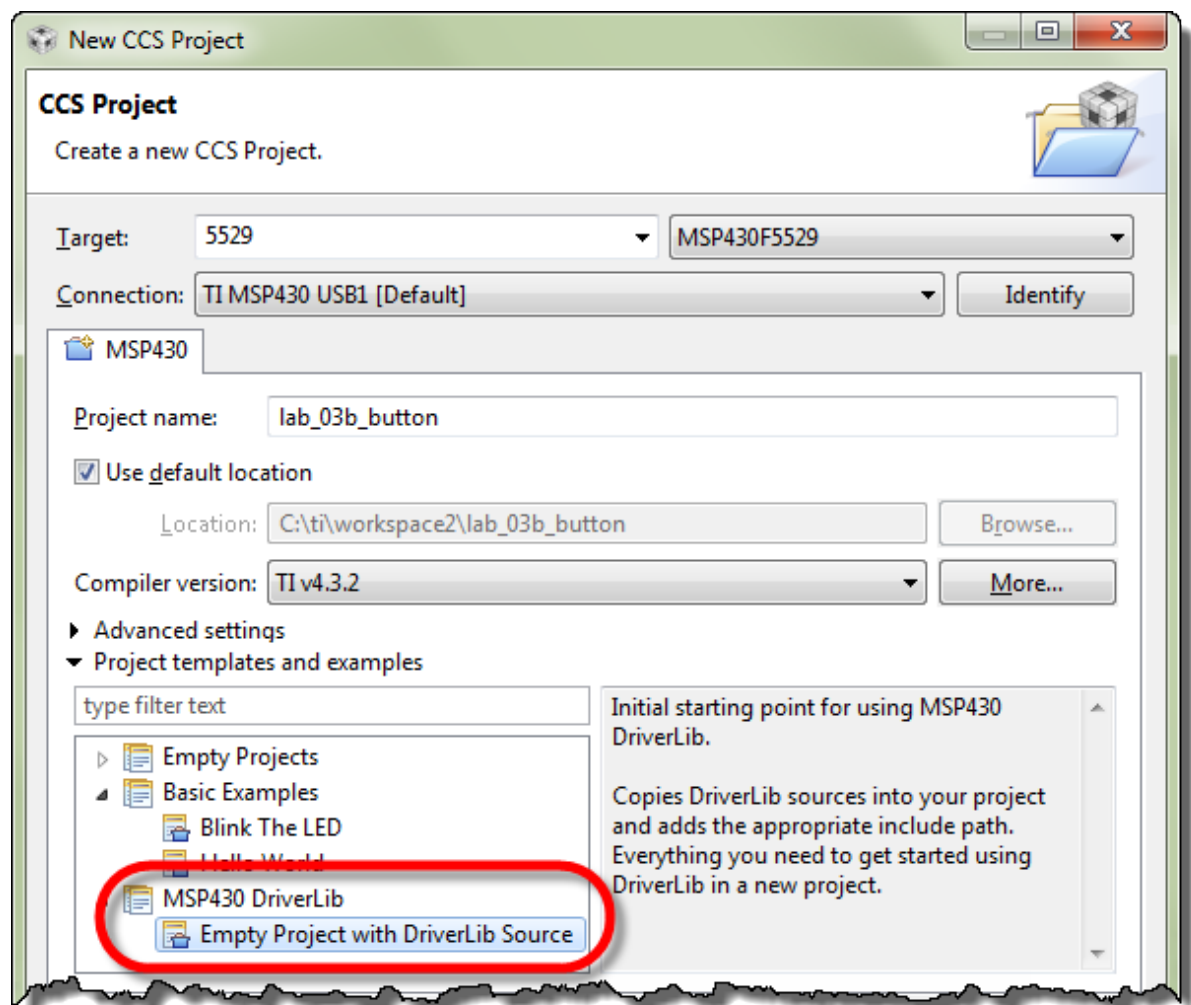 New CCS Project
CCS Project
Create a new CCS Project.
Target: 5529 MSP430F5529
Connection: TI MSP430 USB1 [Default] Identify
MSP430
Project name: lab_03b_button
Use default location
Location: C:\ti\workspace2\lab_03b_button Browse...
Compiler version: TI v4.3.2 More...
Advanced settings
Project templates and examples
type filter text
Empty Projects
Basic Examples
Blink The LED
Hello World
MSP430 DriverLib
Empty Project with DriverLib Source
Initial starting point for using MSP430
DriverLib.
Copies DriverLib sources into your project
and adds the appropriate include path.
Everything you need to get started using
DriverLib in a new project.